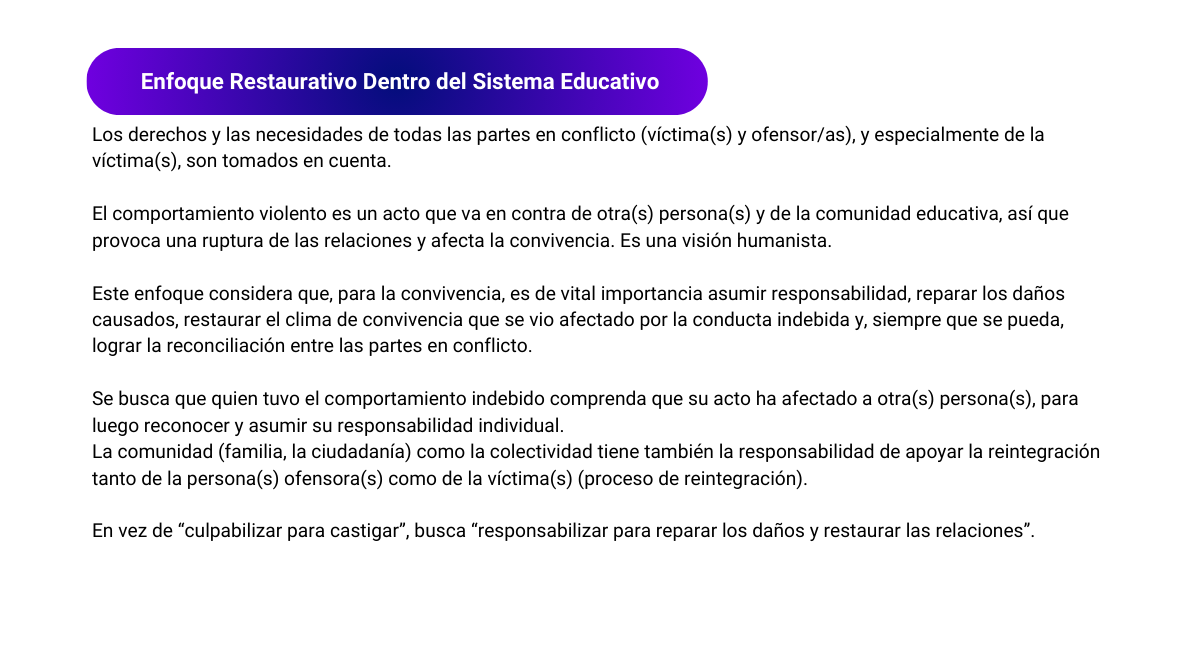 Enfoque Restaurativo Dentro del Sistema Educativo
Los derechos y las necesidades de todas las partes en conflicto (víctima(s) y ofensor/as), y especialmente de la
víctima(s), son tomados en cuenta.
El comportamiento violento es un acto que va en contra de otra(s) persona(s) y de la comunidad educativa, así que
provoca una ruptura de las relaciones y afecta la convivencia. Es una visión humanista.
Este enfoque considera que, para la convivencia, es de vital importancia asumir responsabilidad, reparar los daños
causados, restaurar el clima de convivencia que se vio afectado por la conducta indebida y, siempre que se pueda,
lograr la reconciliación entre las partes en conflicto.
Se busca que quien tuvo el comportamiento indebido comprenda que su acto ha afectado a otra(s) persona(s), para
luego reconocer y asumir su responsabilidad individual.
La comunidad (familia, la ciudadanía) como la colectividad tiene también la responsabilidad de apoyar la reintegración
tanto de la persona(s) ofensora(s) como de la víctima(s) (proceso de reintegración).
En vez de “culpabilizar para castigar”, busca “responsabilizar para reparar los daños y restaurar las relaciones”.